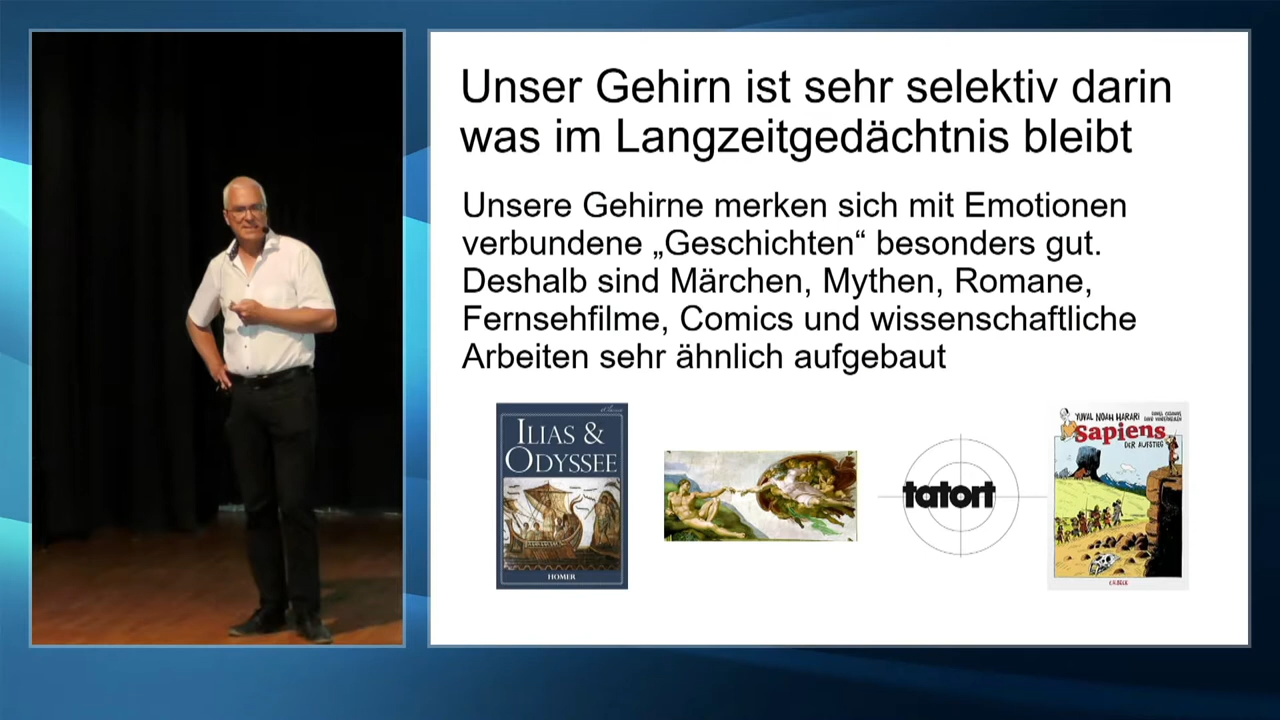 Unser Gehirn ist sehr selektiv darin
was im Langzeitgedächtnis bleibt
Unsere Gehirne merken sich mit Emotionen
verbundene „Geschichten“ besonders gut.
Deshalb sind Märchen, Mythen, Romane,
Fernsehfilme, Comics und wissenschaftliche
Arbeiten sehr ähnlich aufgebaut
ILIAS &
ODYSSEE
HOMER
tatort
YUVAL NOAH HARARI
Sapiens
DER AUFSTIEG
C.H.BECK